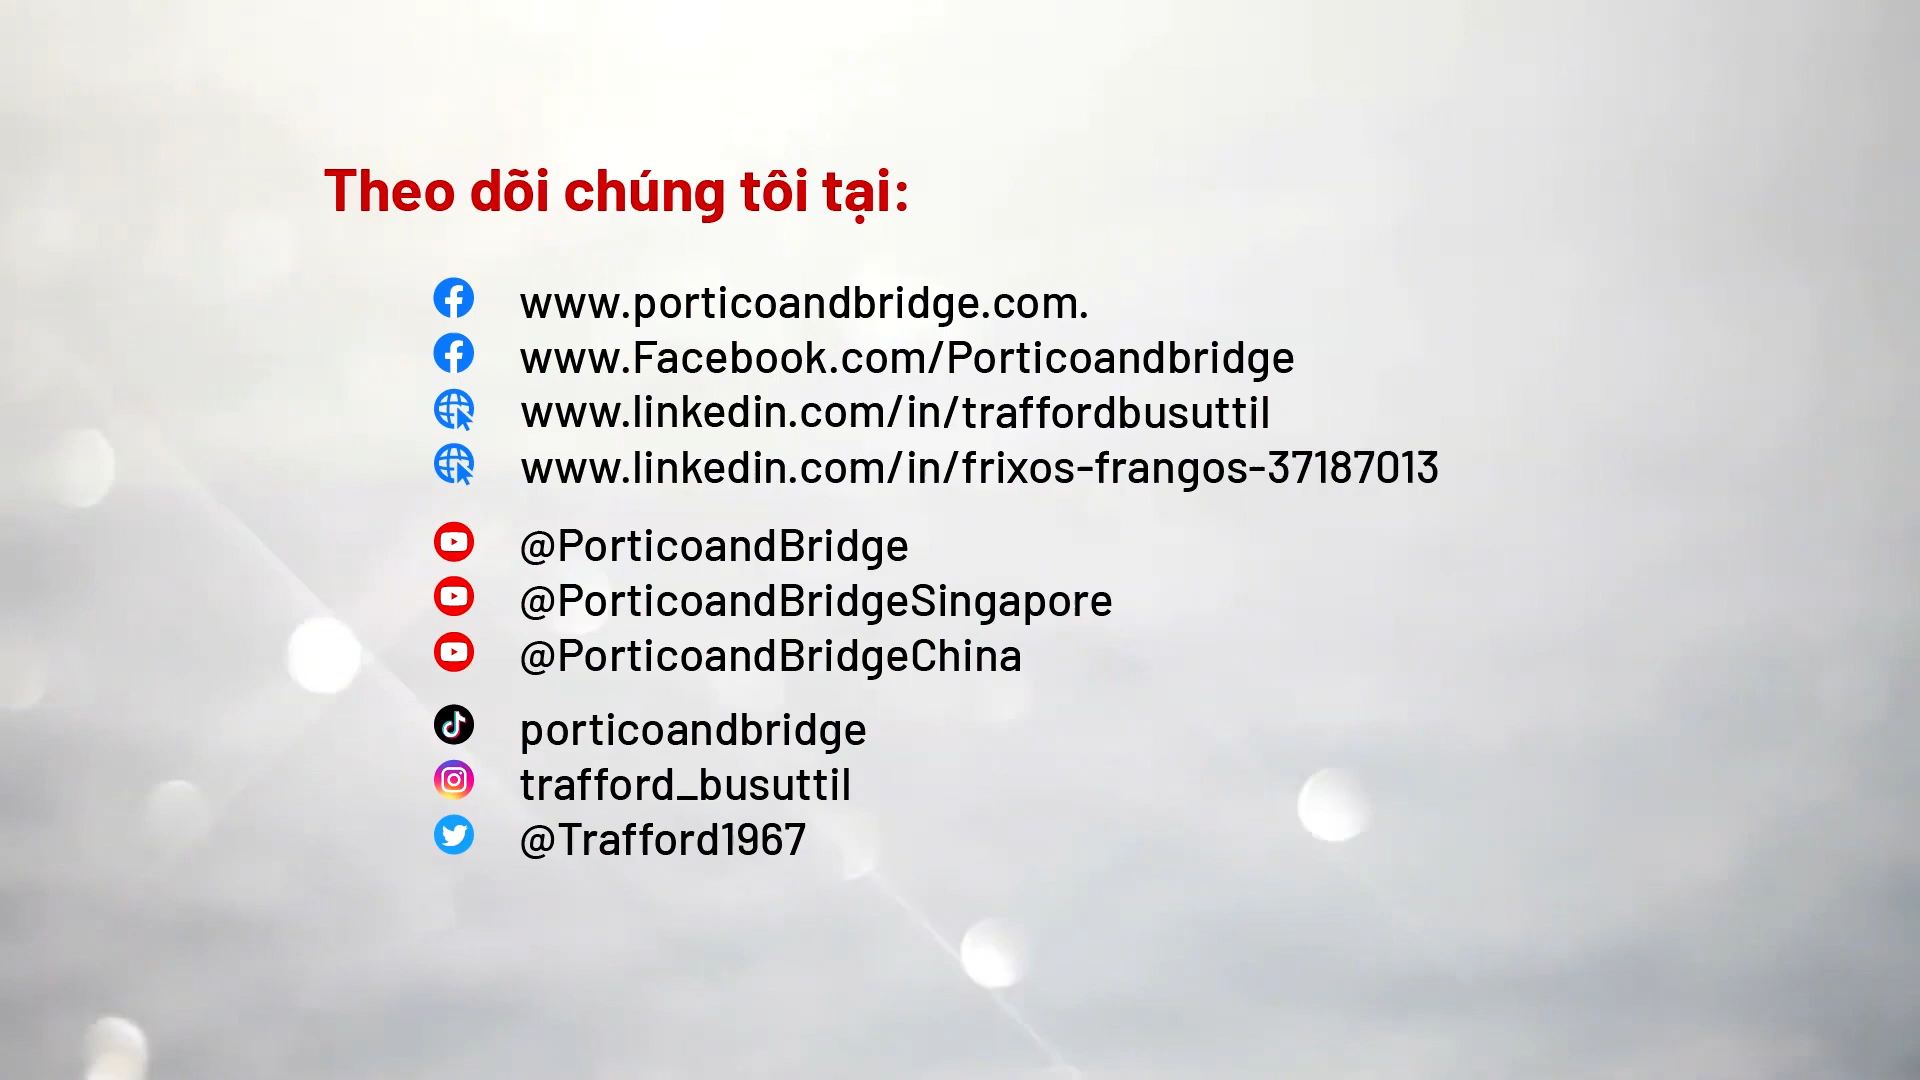 Theo dõi chúng tôi tại:
www.porticoandbridge.com.
www.Facebook.com/Porticoandbridge
www.linkedin.com/in/traffordbusuttil
www.linkedin.com/in/frixos-frangos-37187013
@PorticoandBridge
@PorticoandBridgeSingapore
@PorticoandBridgeChina
porticoandbridge
trafford_busuttil
@Trafford1967